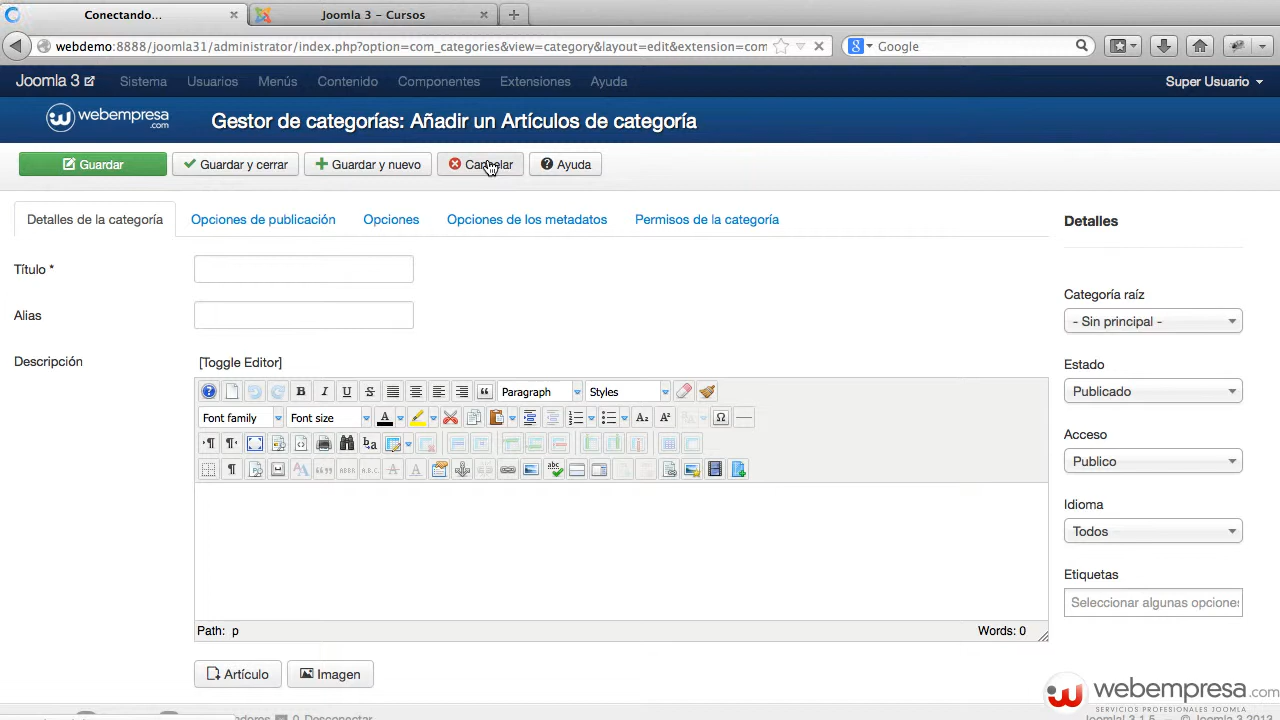 Conectando...
Joomla 3 – Cursos
webdemo:8888/joomla31/administrator/index.php?option=com_categories&view=category&layout=edit&extension=com
Google
Joomla 3 Sistema Usuarios Menús Contenido Componentes Extensiones Ayuda Super Usuario
webempresa.com Gestor de categorías: Añadir un Artículos de categoría
Guardar Guardar y cerrar Guardar y nuevo Cancelar Ayuda
Detalles de la categoría Opciones de publicación Opciones Opciones de los metadatos Permisos de la categoría
Detalles
Título *
Categoría raíz
- Sin principal -
Alias
Estado
Publicado
Descripción
[Toggle Editor]
Paragraph Styles
Font family Font size
Acceso
Publico
Idioma
Todos
Etiquetas
Seleccionar algunas opciones
Path: p Words: 0
Artículo Imagen
webempresa.com
SERVICIOS PROFESIONALES JOOMLA
Joomla! 3.1.5 — © Joomla 3 2013
0 Desconectar